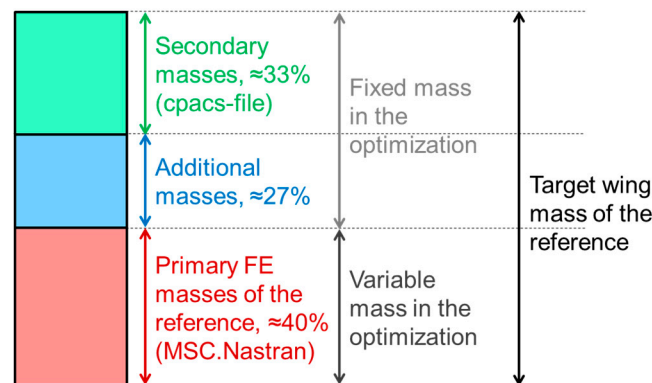 Secondary
masses, ≈33%
(cpacs-file)
Additional
masses, ≈27%
Primary FE
masses of the
reference, ≈40%
(MSC.Nastran)
Fixed mass
in the
optimization
Variable
mass in the
optimization
Target wing
mass of the
reference